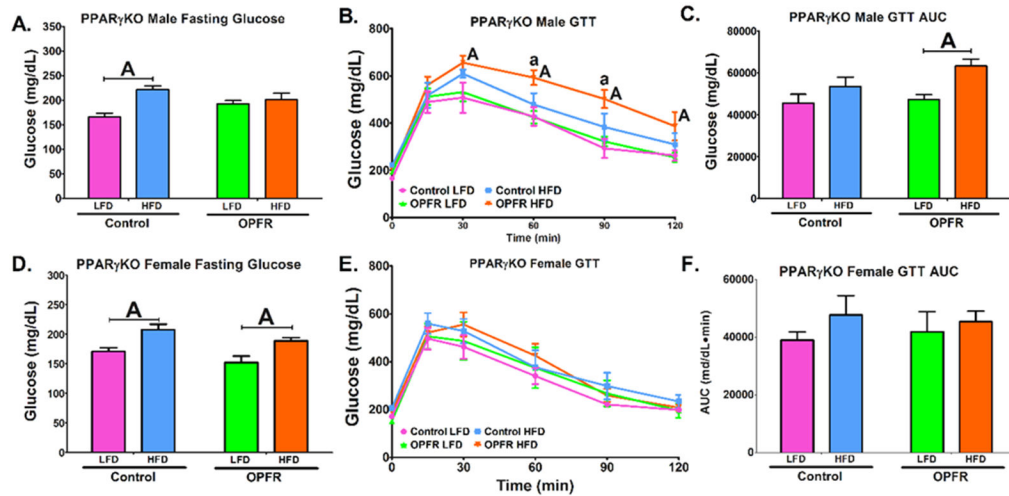 A.
PPARγKO Male Fasting Glucose
Glucose (mg/dL)
300
250
200
150
100
50
0
A
LFD HFD LFD HFD
Control OPFR
B.
PPARγKO Male GTT
Glucose (mg/dL)
800
600
400
200
0
A
a
A
a
A
A
Control LFD Control HFD
OPFR LFD OPFR HFD
0 30 60 90 120
Time (min)
C.
PPARγKO Male GTT AUC
Glucose (mg/dL)
80000
60000
40000
20000
0
A
LFD HFD LFD HFD
Control OPFR
D.
PPARγKO Female Fasting Glucose
Glucose (mg/dL)
300
250
200
150
100
50
0
A
A
LFD HFD LFD HFD
Control OPFR
E.
PPARγKO Female GTT
Glucose (mg/dL)
800
600
400
200
0
Control LFD Control HFD
OPFR LFD OPFR HFD
0 30 60 90 120
Time (min)
F.
PPARγKO Female GTT AUC
AUC (md/dL•min)
60000
40000
20000
0
LFD HFD LFD HFD
Control OPFR